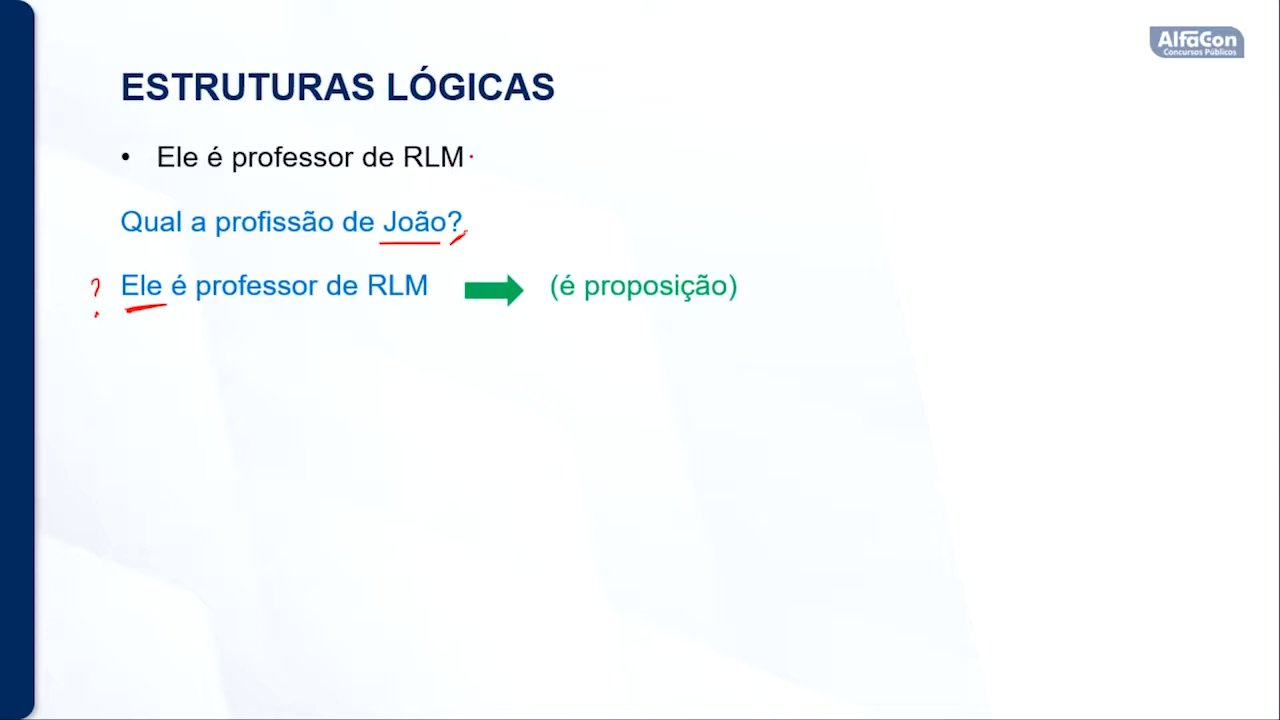 AlfaCon
Concursos Públicos
ESTRUTURAS LÓGICAS
• Ele é professor de RLM
Qual a profissão de João?
? Ele é professor de RLM (é proposição)